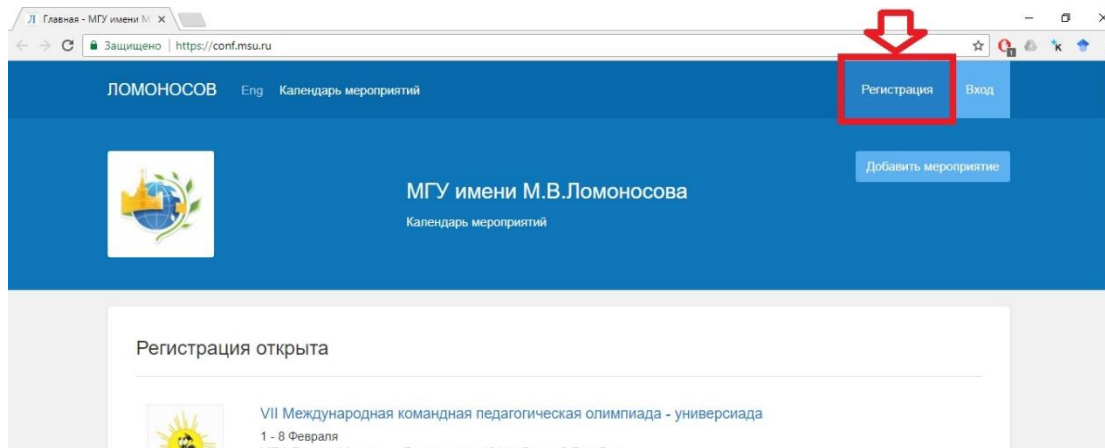 Л Главная - МГУ имени М
Защищено | https://conf.msu.ru
ЛОМОНОСОВ Eng Календарь мероприятий Регистрация Вход
Добавить мероприятие
МГУ имени М.В.Ломоносова
Календарь мероприятий
Регистрация открыта
VII Международная командная педагогическая олимпиада - универсиада
1 - 8 Февраля